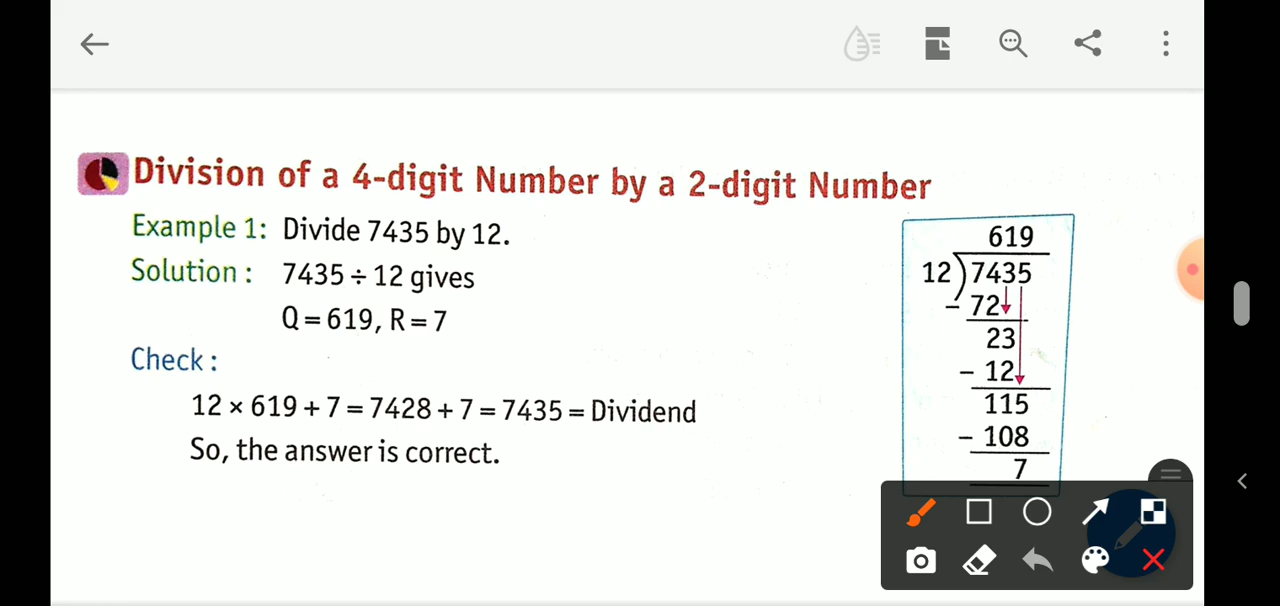 Division of a 4-digit Number by a 2-digit Number
Example 1: Divide 7435 by 12.
Solution : 7435 ÷ 12 gives
Q = 619, R = 7
Check :
12 × 619 + 7 = 7428 + 7 = 7435 = Dividend
So, the answer is correct.
619
12)7435
– 72
23
– 12
115
– 108
7